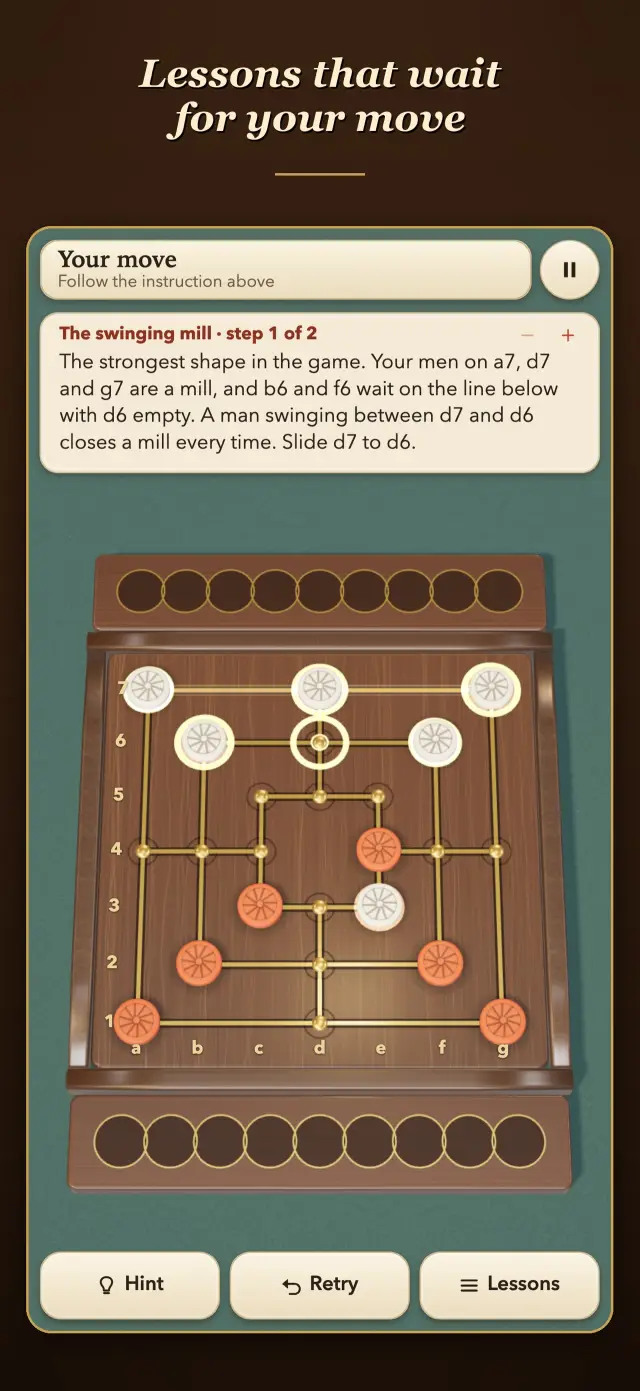 Lessons that wait
for your move
Your move
Follow the instruction above
The swinging mill · step 1 of 2
− +
The strongest shape in the game. Your men on a7, d7
and g7 are a mill, and b6 and f6 wait on the line below
with d6 empty. A man swinging between d7 and d6
closes a mill every time. Slide d7 to d6.
7
6
5
4
3
2
1
a b c d e f g
Hint Retry Lessons